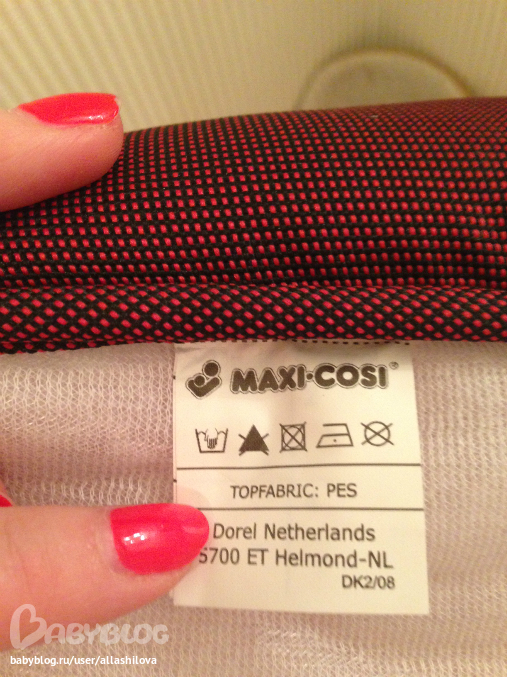 MAXI-COSI®
TOPFABRIC: PES
Dorel Netherlands
5700 ET Helmond-NL
DK2/08
BABYBLOG
babyblog.ru/user/allashilova